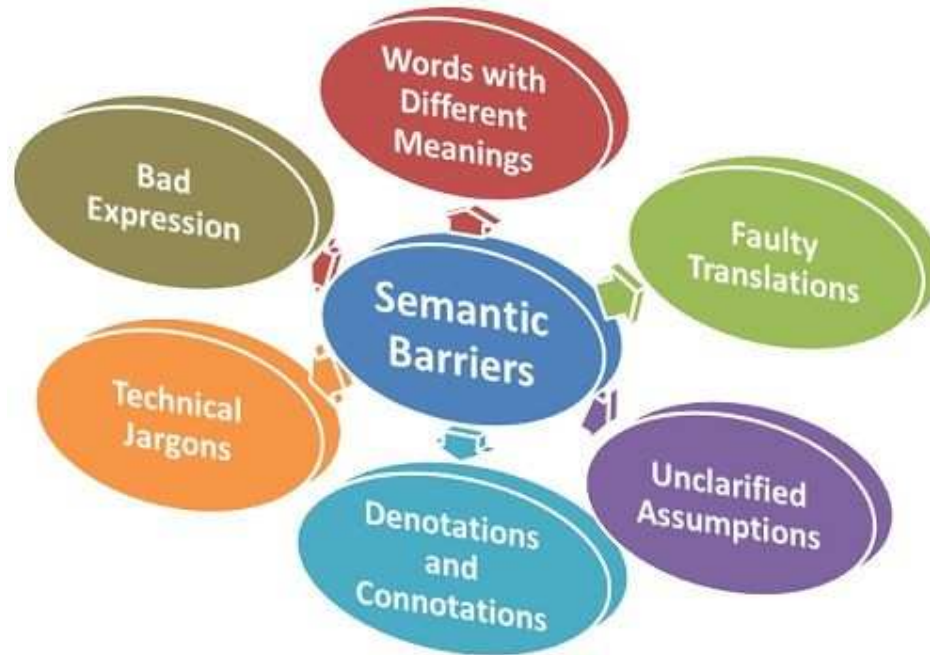 Words with
Different
Meanings
Bad
Expression
Faulty
Translations
Semantic
Barriers
Technical
Jargons
Unclarified
Assumptions
Denotations
and
Connotations